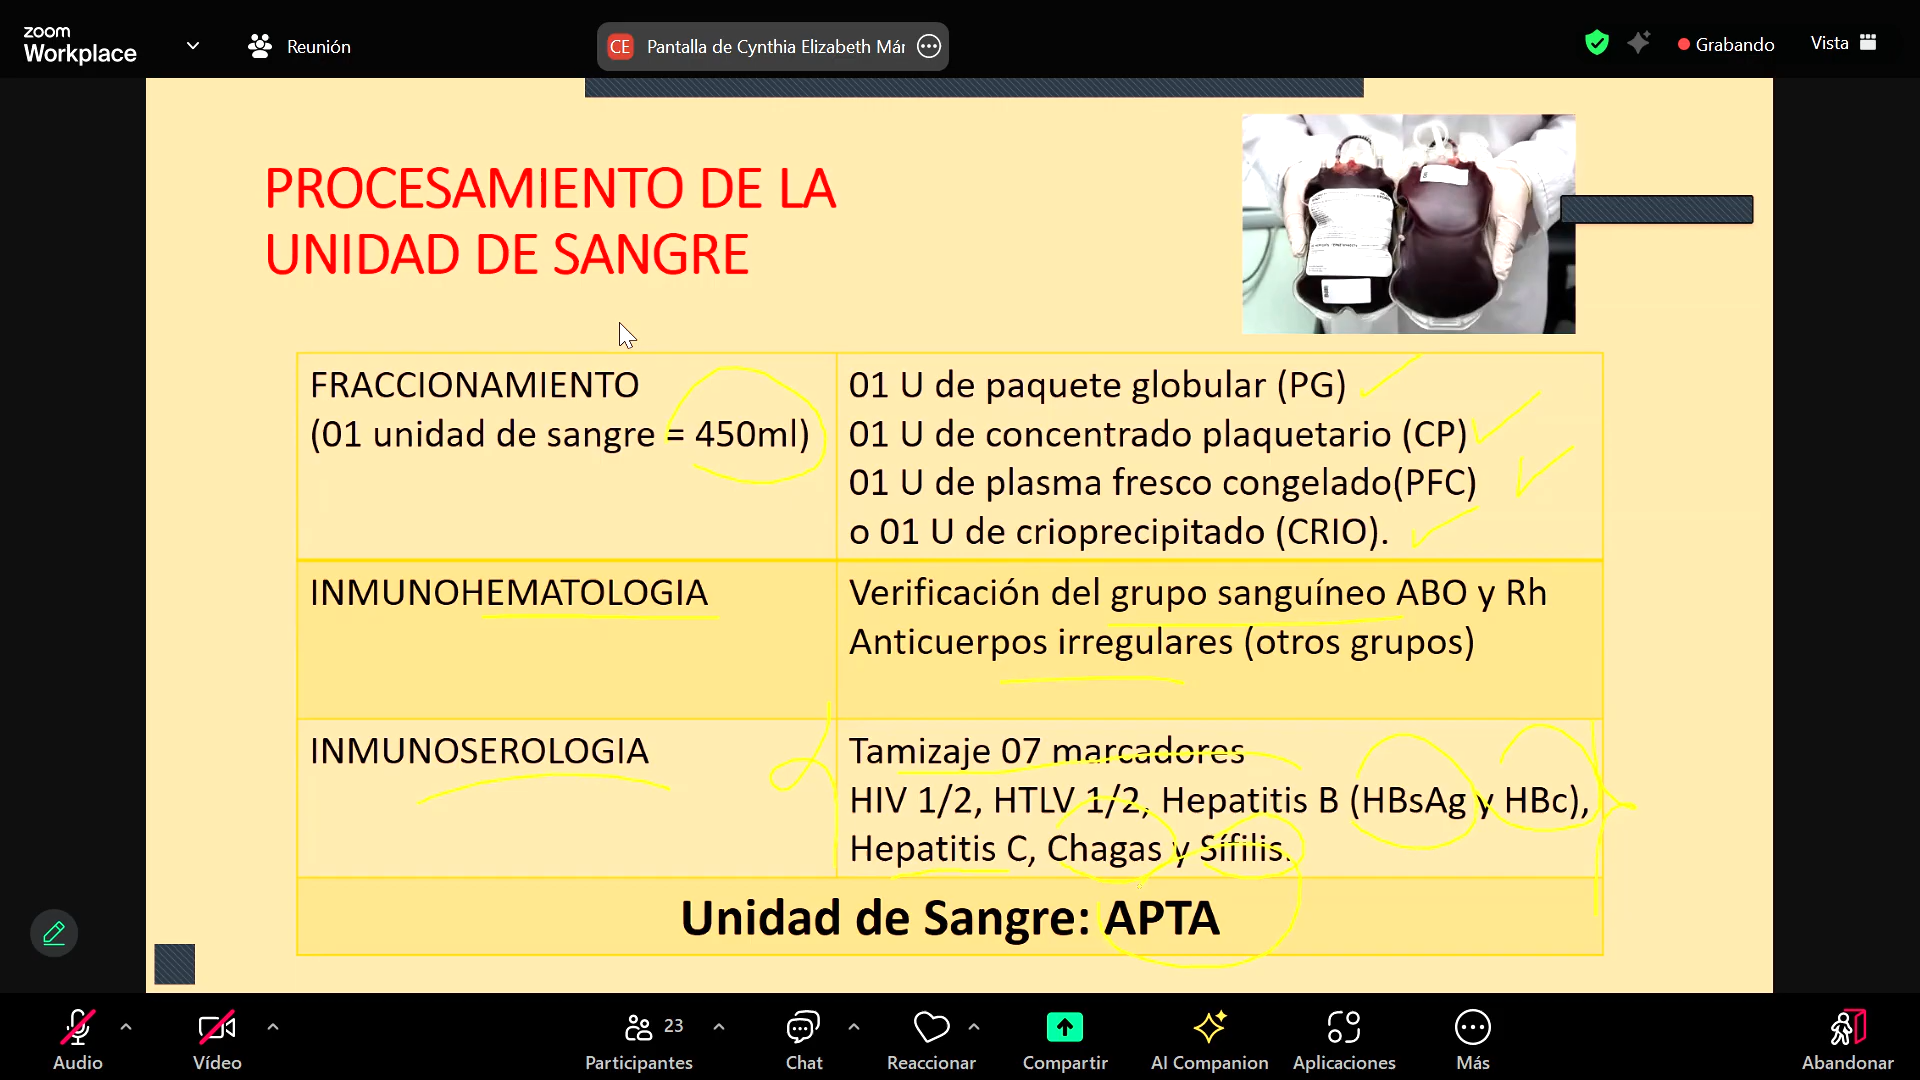 zoom
Workplace
Reunión
CE Pantalla de Cynthia Elizabeth Már
Grabando
Vista
PROCESAMIENTO DE LA
UNIDAD DE SANGRE
FRACCIONAMIENTO
(01 unidad de sangre = 450ml)
01 U de paquete globular (PG)
01 U de concentrado plaquetario (CP)
01 U de plasma fresco congelado(PFC)
o 01 U de crioprecipitado (CRIO).
INMUNOHEMATOLOGIA
Verificación del grupo sanguíneo ABO y Rh
Anticuerpos irregulares (otros grupos)
INMUNOSEROLOGIA
Tamizaje 07 marcadores
HIV 1/2, HTLV 1/2, Hepatitis B (HBsAg y HBc),
Hepatitis C, Chagas y Sífilis.
Unidad de Sangre: APTA
Audio
Vídeo
23
Participantes
Chat
Reaccionar
Compartir
AI Companion
Aplicaciones
Más
Abandonar